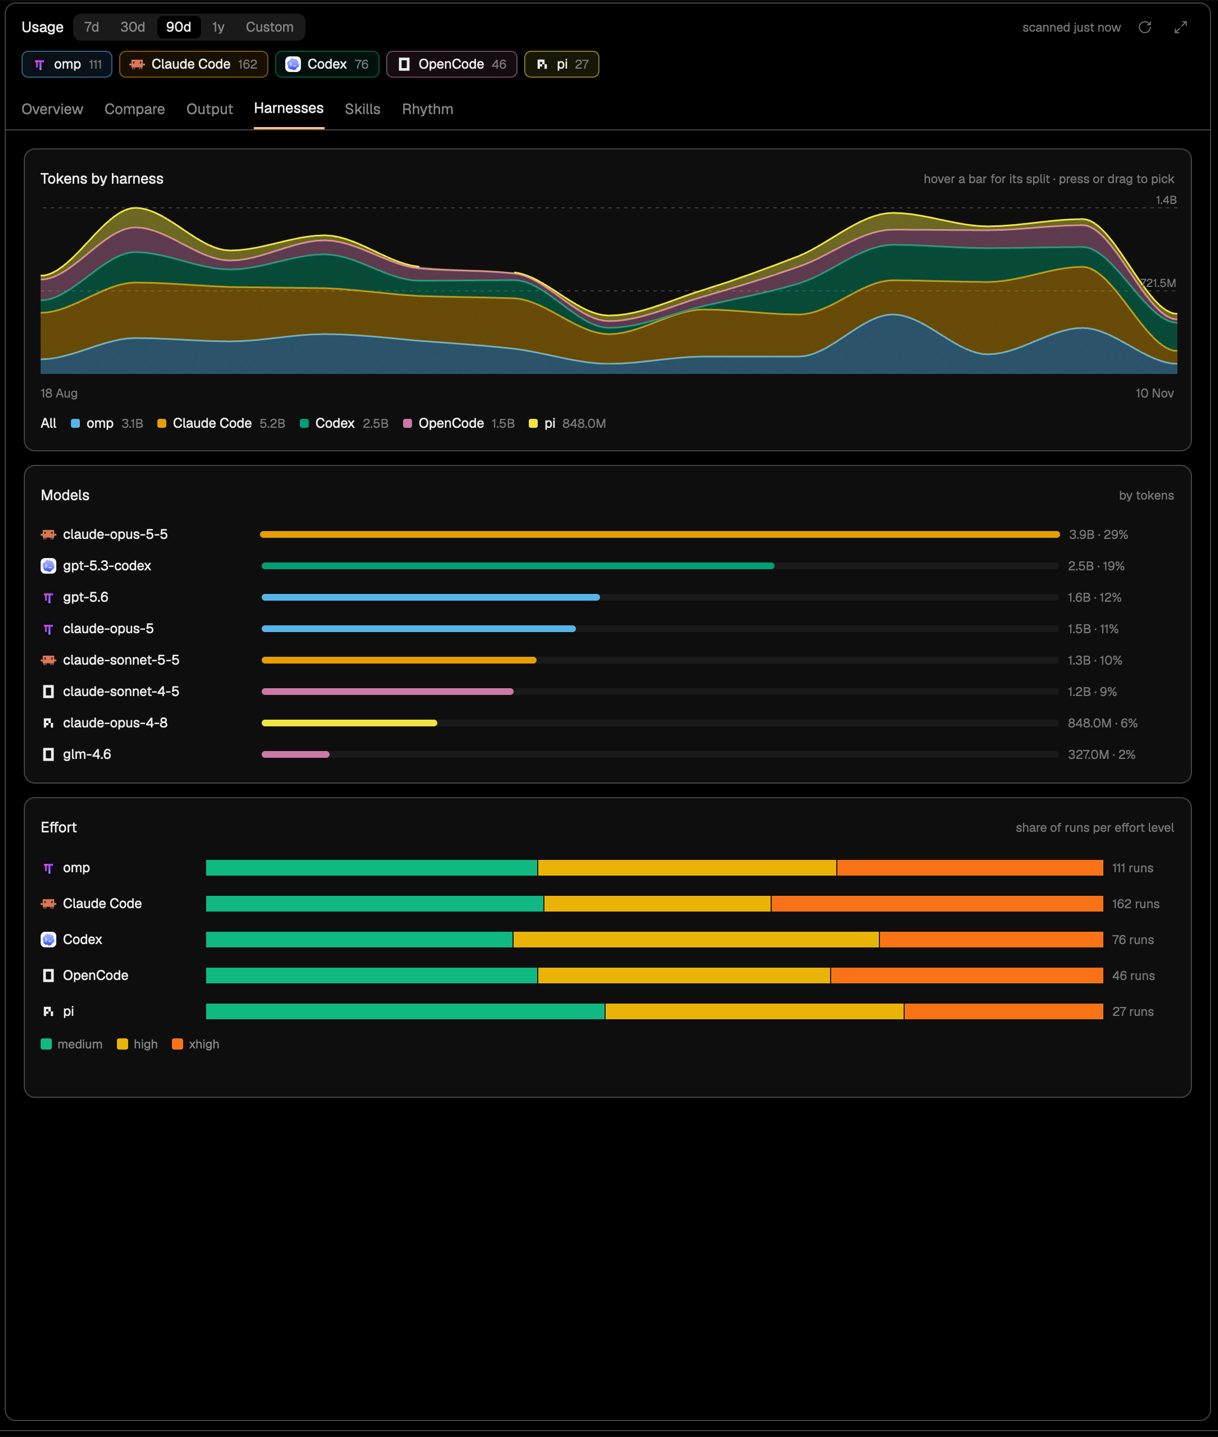 Usage 7d 30d 90d 1y Custom scanned just now
omp 111 Claude Code 162 Codex 76 OpenCode 46 pi 27
Overview Compare Output Harnesses Skills Rhythm
Tokens by harness hover a bar for its split · press or drag to pick
1.4B
721.5M
18 Aug 10 Nov
All omp 3.1B Claude Code 5.2B Codex 2.5B OpenCode 1.5B pi 848.0M
Models by tokens
claude-opus-5-5 3.9B · 29%
gpt-5.3-codex 2.5B · 19%
gpt-5.6 1.6B · 12%
claude-opus-5 1.5B · 11%
claude-sonnet-5-5 1.3B · 10%
claude-sonnet-4-5 1.2B · 9%
claude-opus-4-8 848.0M · 6%
glm-4.6 327.0M · 2%
Effort share of runs per effort level
omp 111 runs
Claude Code 162 runs
Codex 76 runs
OpenCode 46 runs
pi 27 runs
medium high xhigh